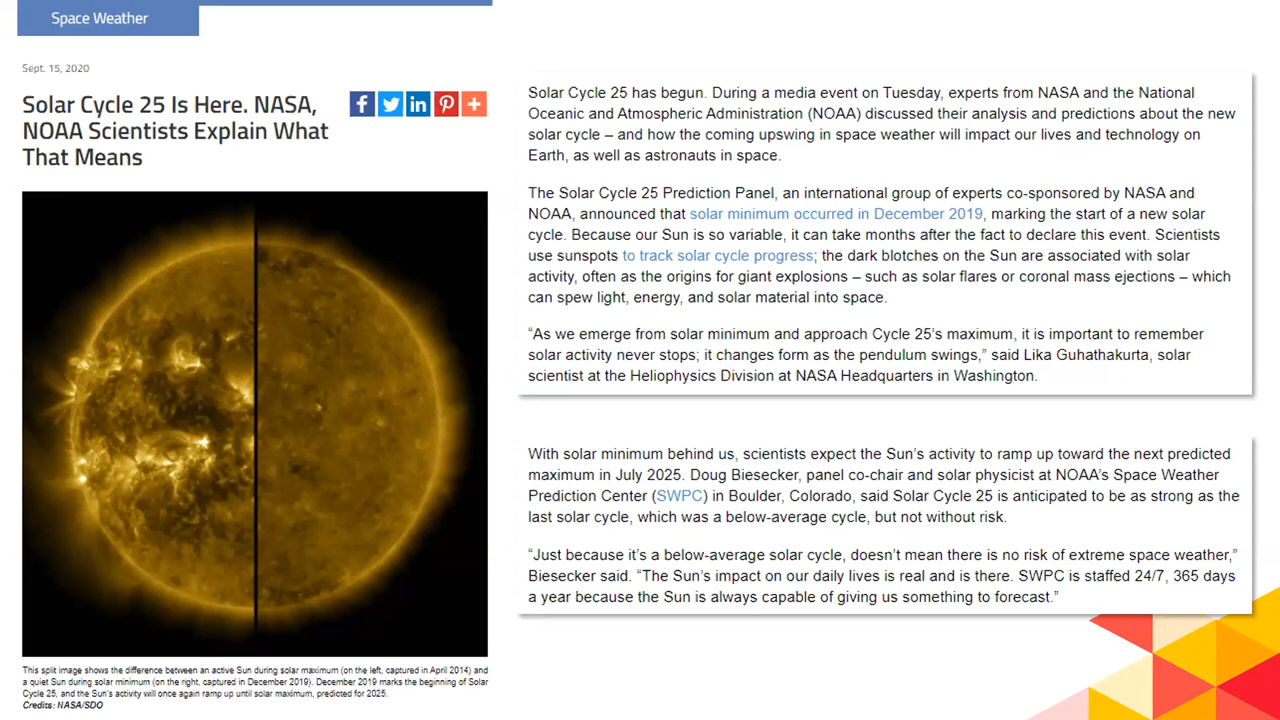 Space Weather
Sept. 15, 2020
Solar Cycle 25 Is Here. NASA,
NOAA Scientists Explain What
That Means
This split image shows the difference between an active Sun during solar maximum (on the left, captured in April 2014) and
a quiet Sun during solar minimum (on the right, captured in December 2019). December 2019 marks the beginning of Solar
Cycle 25, and the Sun's activity will once again ramp up until solar maximum, predicted for 2025.
Credits: NASA/SDO
Solar Cycle 25 has begun. During a media event on Tuesday, experts from NASA and the National
Oceanic and Atmospheric Administration (NOAA) discussed their analysis and predictions about the new
solar cycle – and how the coming upswing in space weather will impact our lives and technology on
Earth, as well as astronauts in space.
The Solar Cycle 25 Prediction Panel, an international group of experts co-sponsored by NASA and
NOAA, announced that solar minimum occurred in December 2019, marking the start of a new solar
cycle. Because our Sun is so variable, it can take months after the fact to declare this event. Scientists
use sunspots to track solar cycle progress; the dark blotches on the Sun are associated with solar
activity, often as the origins for giant explosions – such as solar flares or coronal mass ejections – which
can spew light, energy, and solar material into space.
“As we emerge from solar minimum and approach Cycle 25’s maximum, it is important to remember
solar activity never stops; it changes form as the pendulum swings,” said Lika Guhathakurta, solar
scientist at the Heliophysics Division at NASA Headquarters in Washington.
With solar minimum behind us, scientists expect the Sun’s activity to ramp up toward the next predicted
maximum in July 2025. Doug Biesecker, panel co-chair and solar physicist at NOAA’s Space Weather
Prediction Center (SWPC) in Boulder, Colorado, said Solar Cycle 25 is anticipated to be as strong as the
last solar cycle, which was a below-average cycle, but not without risk.
“Just because it’s a below-average solar cycle, doesn’t mean there is no risk of extreme space weather,”
Biesecker said. “The Sun’s impact on our daily lives is real and is there. SWPC is staffed 24/7, 365 days
a year because the Sun is always capable of giving us something to forecast.”